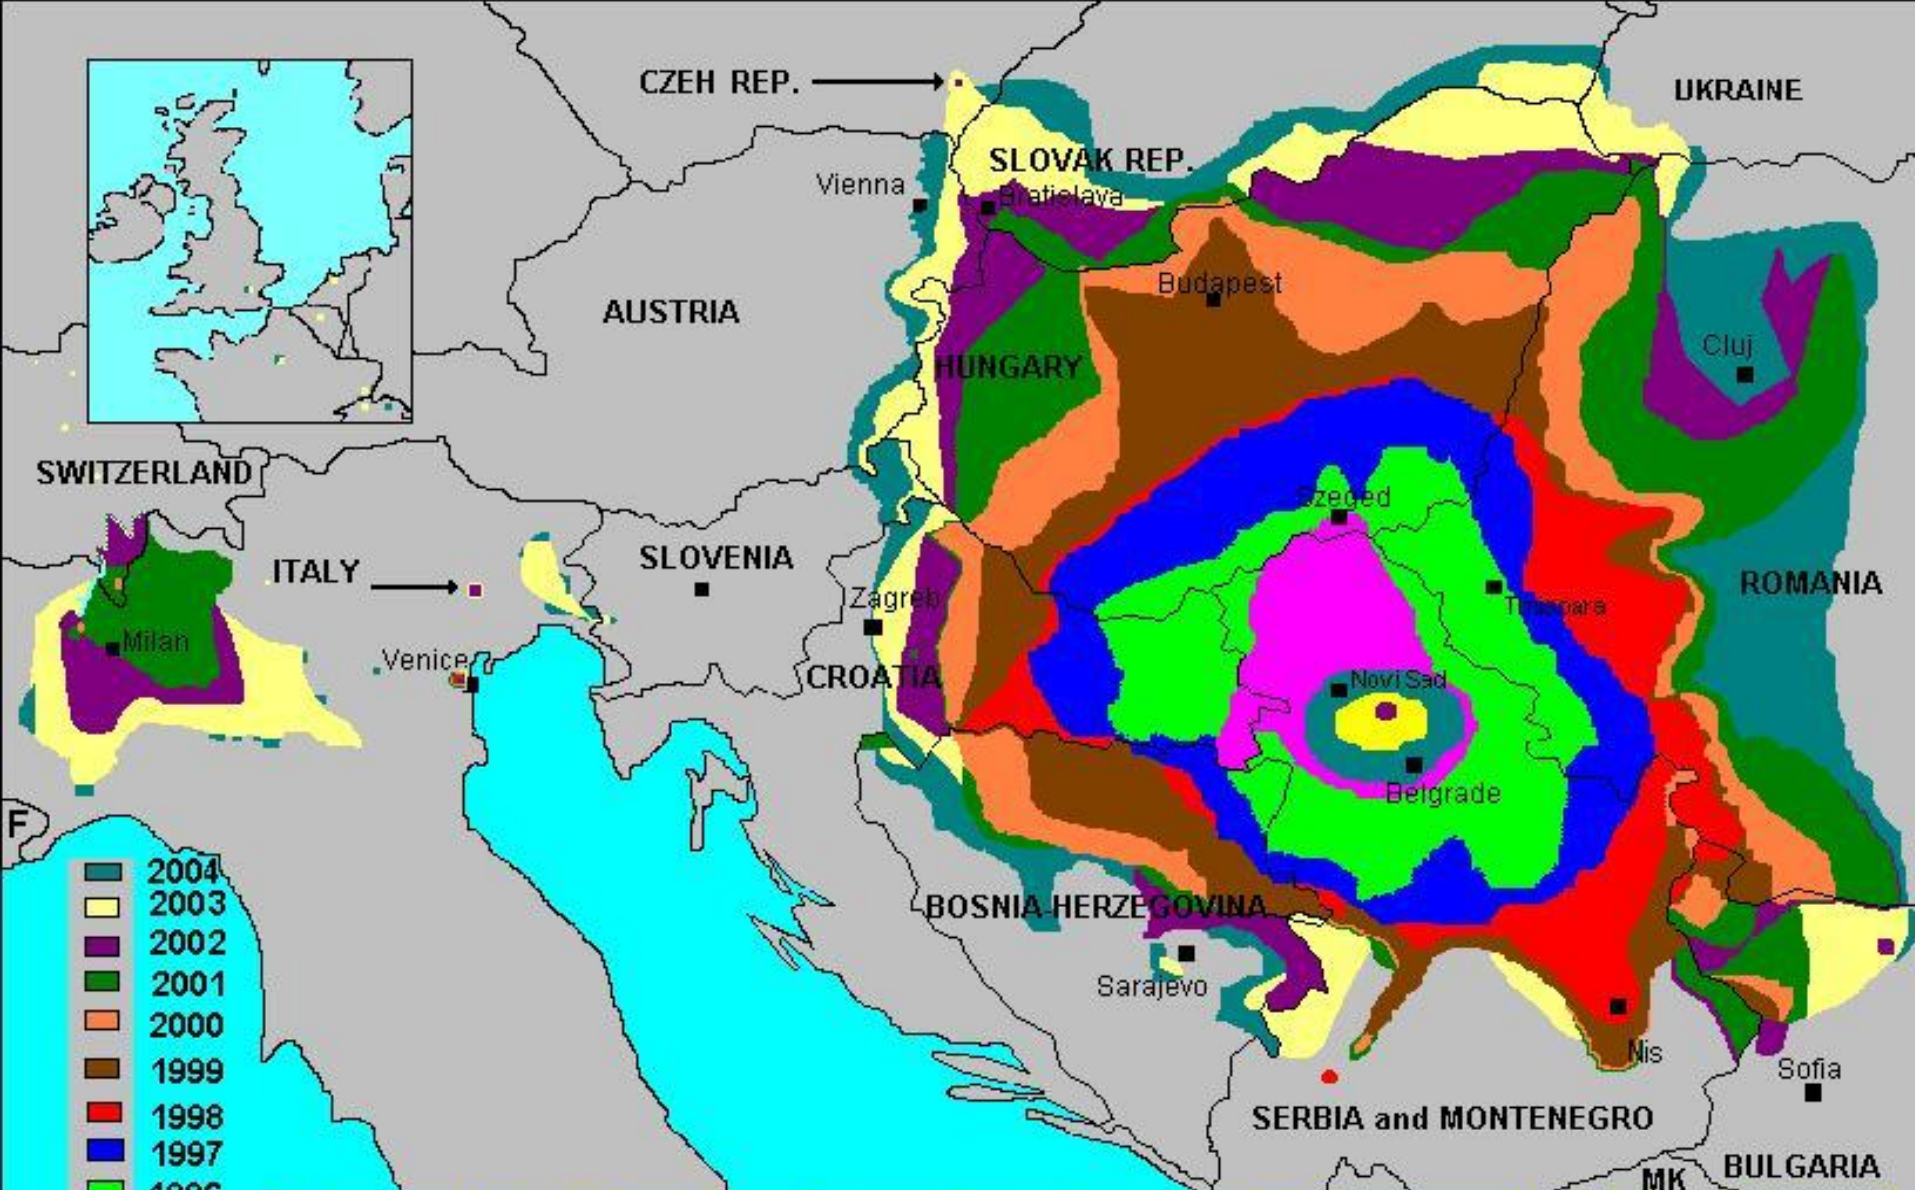 CZEH REP.
UKRAINE
SLOVAK REP.
Vienna
Bratislava
AUSTRIA
Budapest
Cluj
HUNGARY
SWITZERLAND
Szeged
ITALY
SLOVENIA
ROMANIA
Zagreb
Milan
Venice
CROATIA
Novi Sad
Belgrade
F
2004
2003
2002
2001
2000
1999
1998
1997
1996
BOSNIA-HERZEGOVINA
Sarajevo
Nis
Sofia
SERBIA and MONTENEGRO
BULGARIA
MK